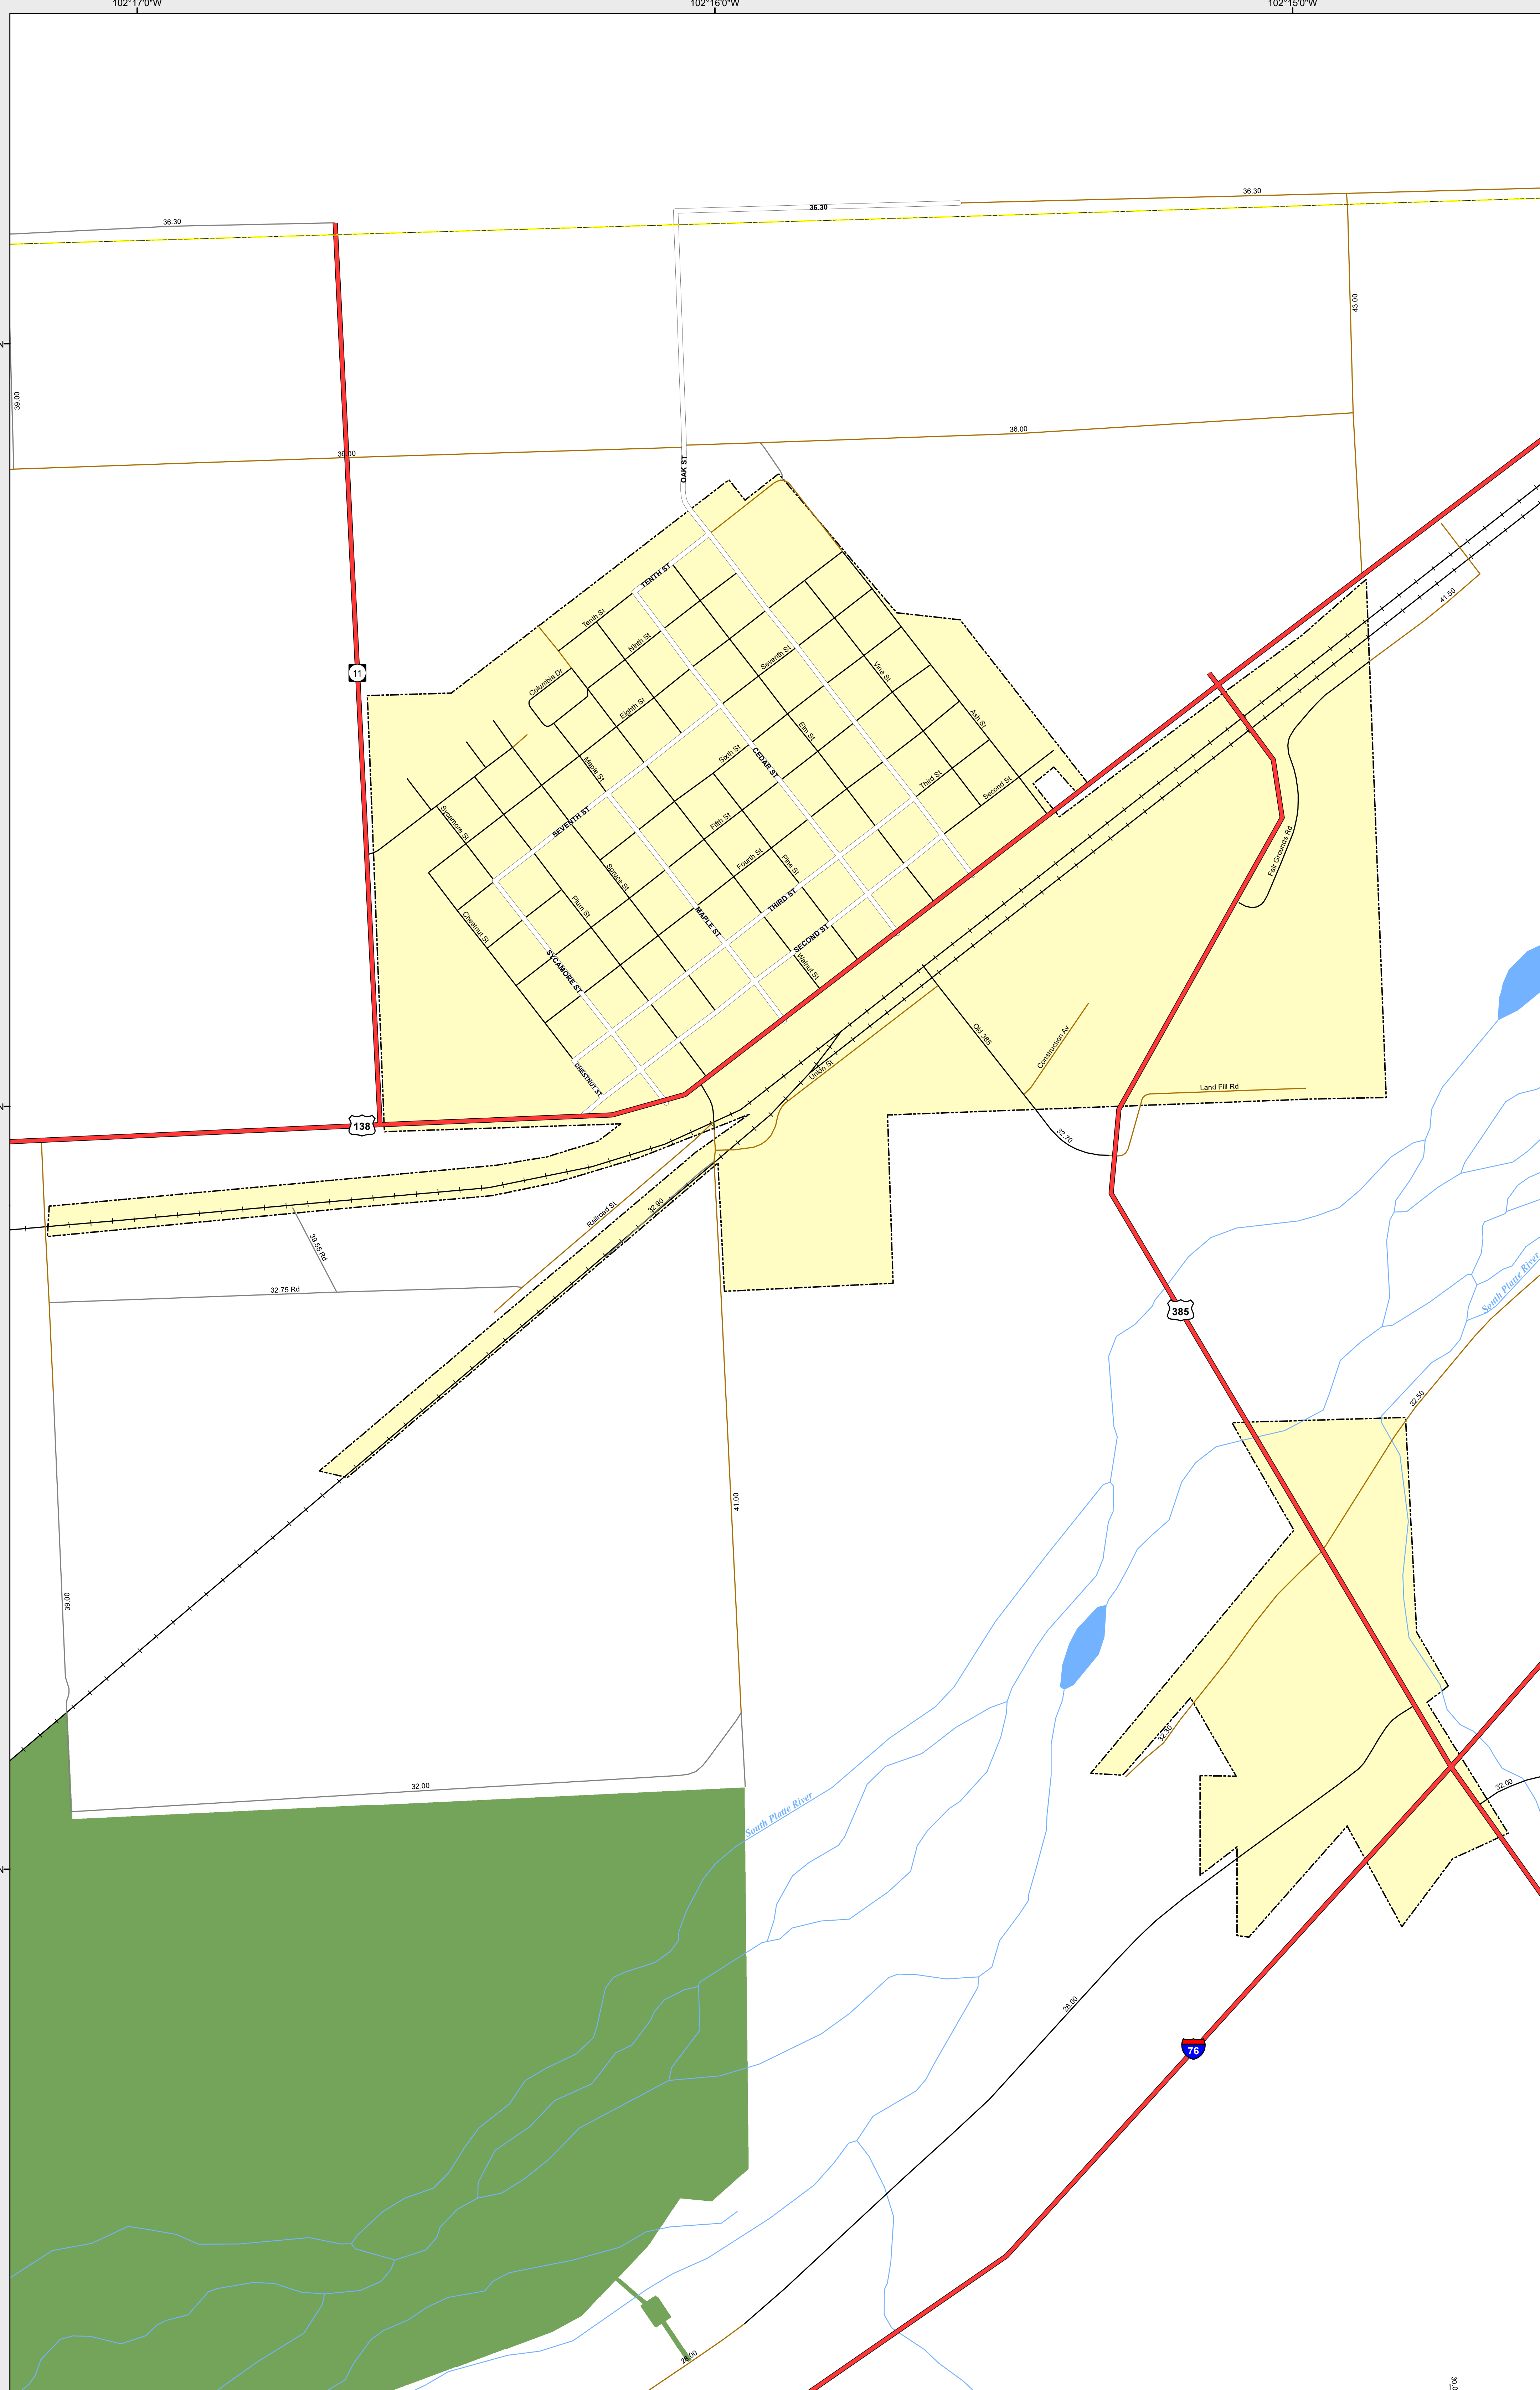 102°17'0"W
102°16'0"W
102°15'0"W
36.30
36.30
36.30
43.00
39.00
36.00
36.00
OAK ST
11
TENTH ST
Tenth St
Ninth St
Columbia Dr
Eighth St
Seventh St
Vine St
Ash St
Elm St
Sixth St
CEDAR ST
Maple St
Third St
Second St
41.50
Sycamore St
SEVENTH ST
Fifth St
Fourth St
Pine St
Spruce St
Plum St
THIRD ST
MAPLE ST
SECOND ST
Chestnut St
SYCAMORE ST
Walnut St
Fair Grounds Rd
Old 385
Construction Av
Union St
CHESTNUT ST
Land Fill Rd
138
32.70
Railroad St
32.90
39.55 Rd
32.75 Rd
South Platte River
385
32.50
41.00
39.00
32.30
32.00
32.00
South Platte River
28.00
76
28.00